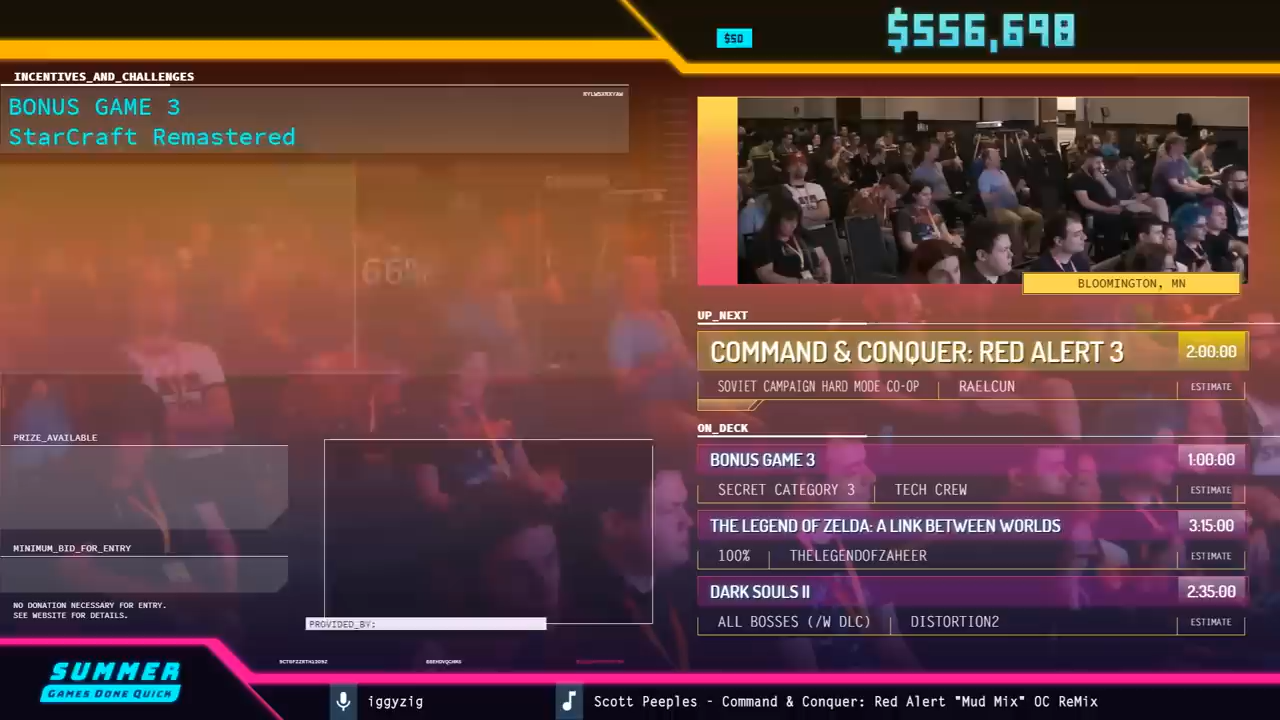 $50
$556,698
INCENTIVES_AND_CHALLENGES
BONUS GAME 3
StarCraft Remastered
66%
BLOOMINGTON, MN
UP_NEXT
COMMAND & CONQUER: RED ALERT 3
2:00:00
SOVIET CAMPAIGN HARD MODE CO-OP
RAELCUN
ESTIMATE
ON_DECK
BONUS GAME 3
1:00:00
SECRET CATEGORY 3
TECH CREW
ESTIMATE
THE LEGEND OF ZELDA: A LINK BETWEEN WORLDS
3:15:00
100%
THELEGENDOFZAHEER
ESTIMATE
DARK SOULS II
2:35:00
ALL BOSSES (/W DLC)
DISTORTION2
ESTIMATE
PRIZE_AVAILABLE
MINIMUM_BID_FOR_ENTRY
NO DONATION NECESSARY FOR ENTRY.
SEE WEBSITE FOR DETAILS.
PROVIDED_BY:
SUMMER
GAMES DONE QUICK
iggyzig
Scott Peeples - Command & Conquer: Red Alert "Mud Mix" OC ReMix